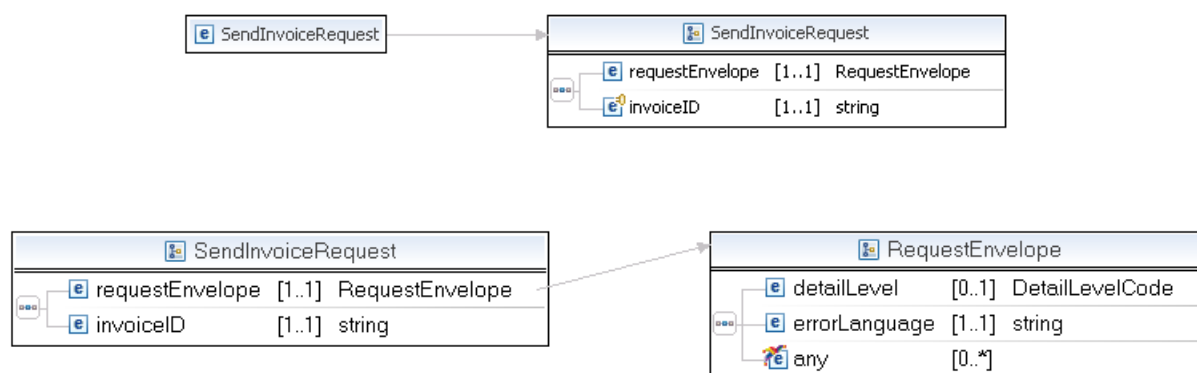 SendInvoiceRequest
SendInvoiceRequest
requestEnvelope [1..1] RequestEnvelope
invoiceID [1..1] string
SendInvoiceRequest
requestEnvelope [1..1] RequestEnvelope
invoiceID [1..1] string
RequestEnvelope
detailLevel [0..1] DetailLevelCode
errorLanguage [1..1] string
any [0..*]